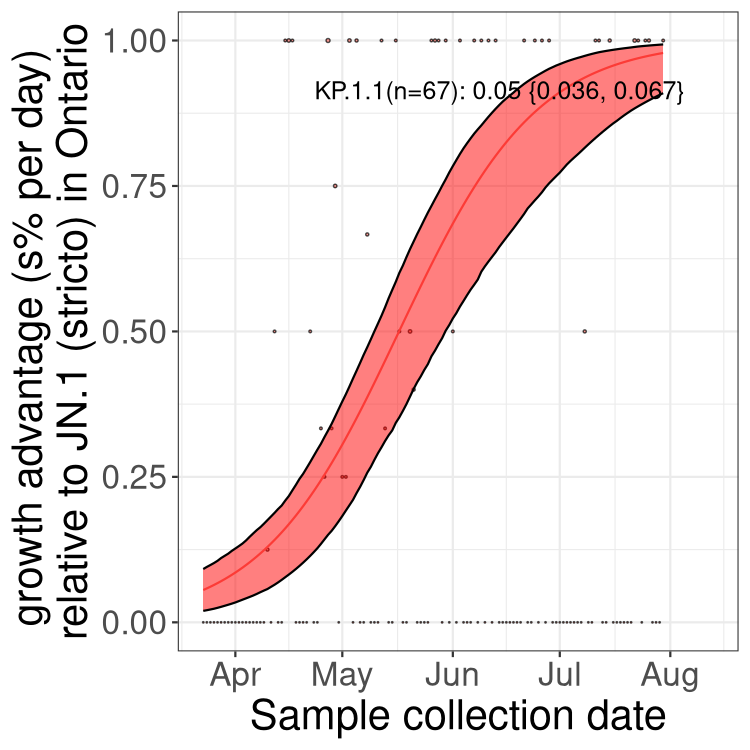 growth advantage (s% per day)
relative to JN.1 (stricto) in Ontario
1.00
0.75
0.50
0.25
0.00
KP.1.1(n=67): 0.05 {0.036, 0.067}
Apr May Jun Jul Aug
Sample collection date